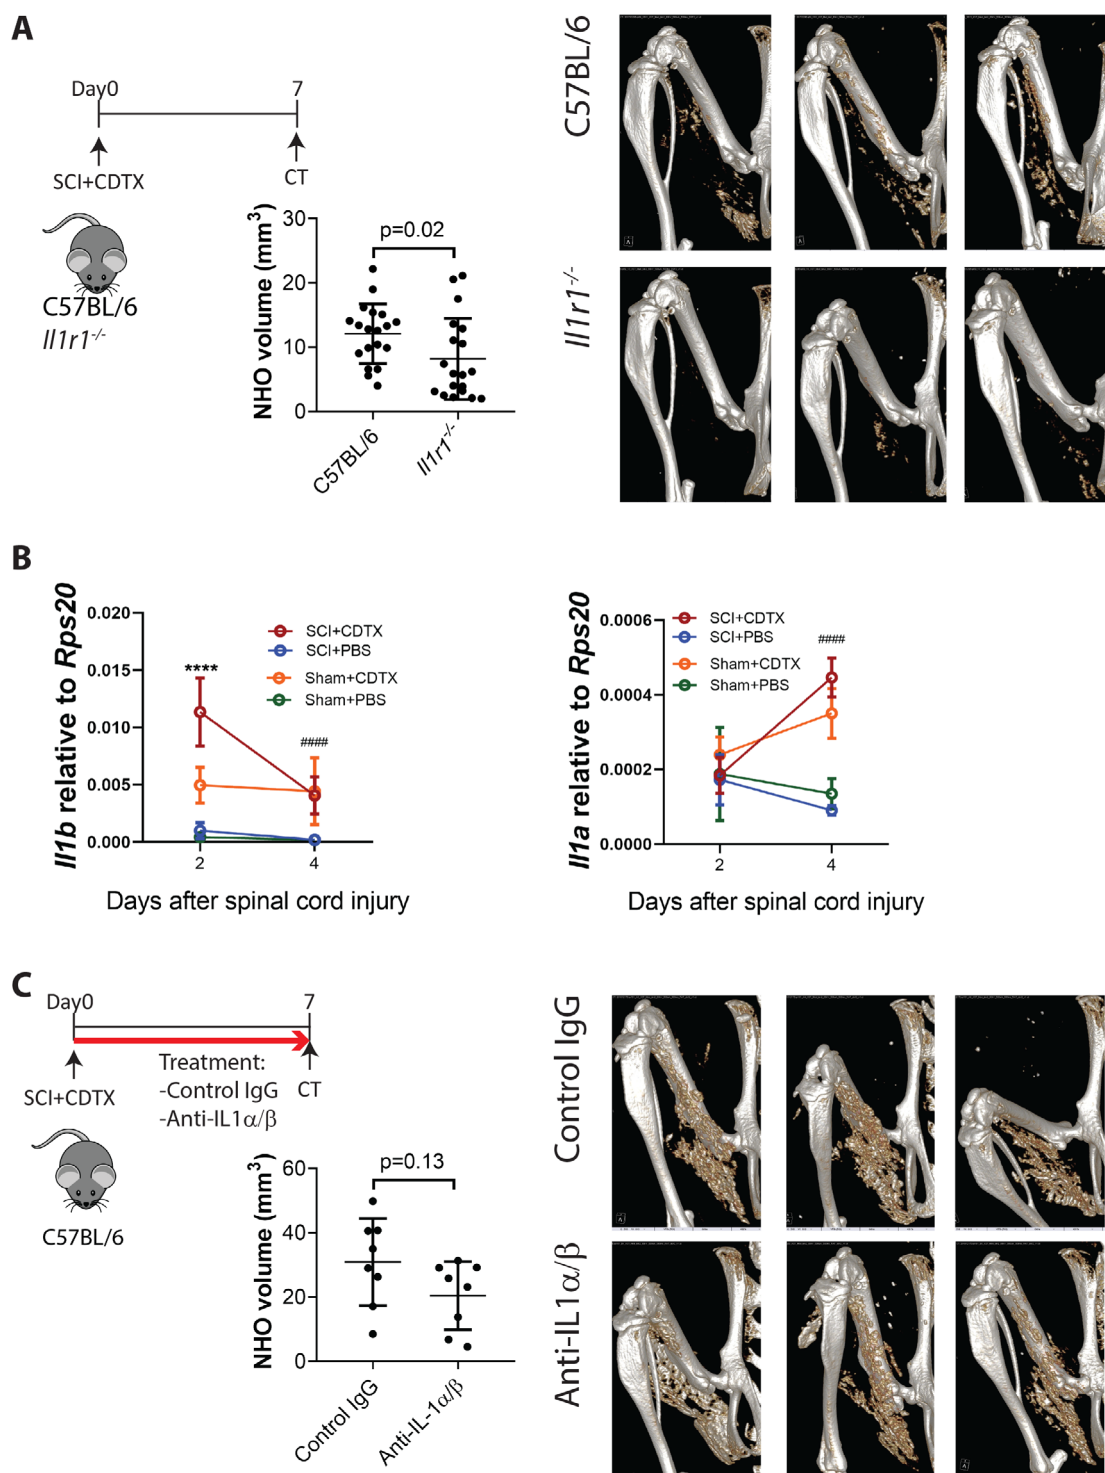 A
Day0
7
SCI+CDTX
CT
C57BL/6
Il1r1-/-
NHO volume (mm3)
30
20
10
0
p=0.02
C57BL/6
Il1r1-/-
C57BL/6
Il1r1-/-
B
Il1b relative to Rps20
0.020
0.015
0.010
0.005
0.000
****
####
SCI+CDTX
SCI+PBS
Sham+CDTX
Sham+PBS
2
4
Days after spinal cord injury
Il1a relative to Rps20
0.0006
0.0004
0.0002
0.0000
SCI+CDTX
SCI+PBS
Sham+CDTX
Sham+PBS
####
2
4
Days after spinal cord injury
C
Day0
7
Treatment:
-Control IgG
-Anti-IL1α/β
SCI+CDTX
CT
C57BL/6
NHO volume (mm3)
60
40
20
0
p=0.13
Control IgG
Anti-IL-1α/β
Control IgG
Anti-IL1α/β